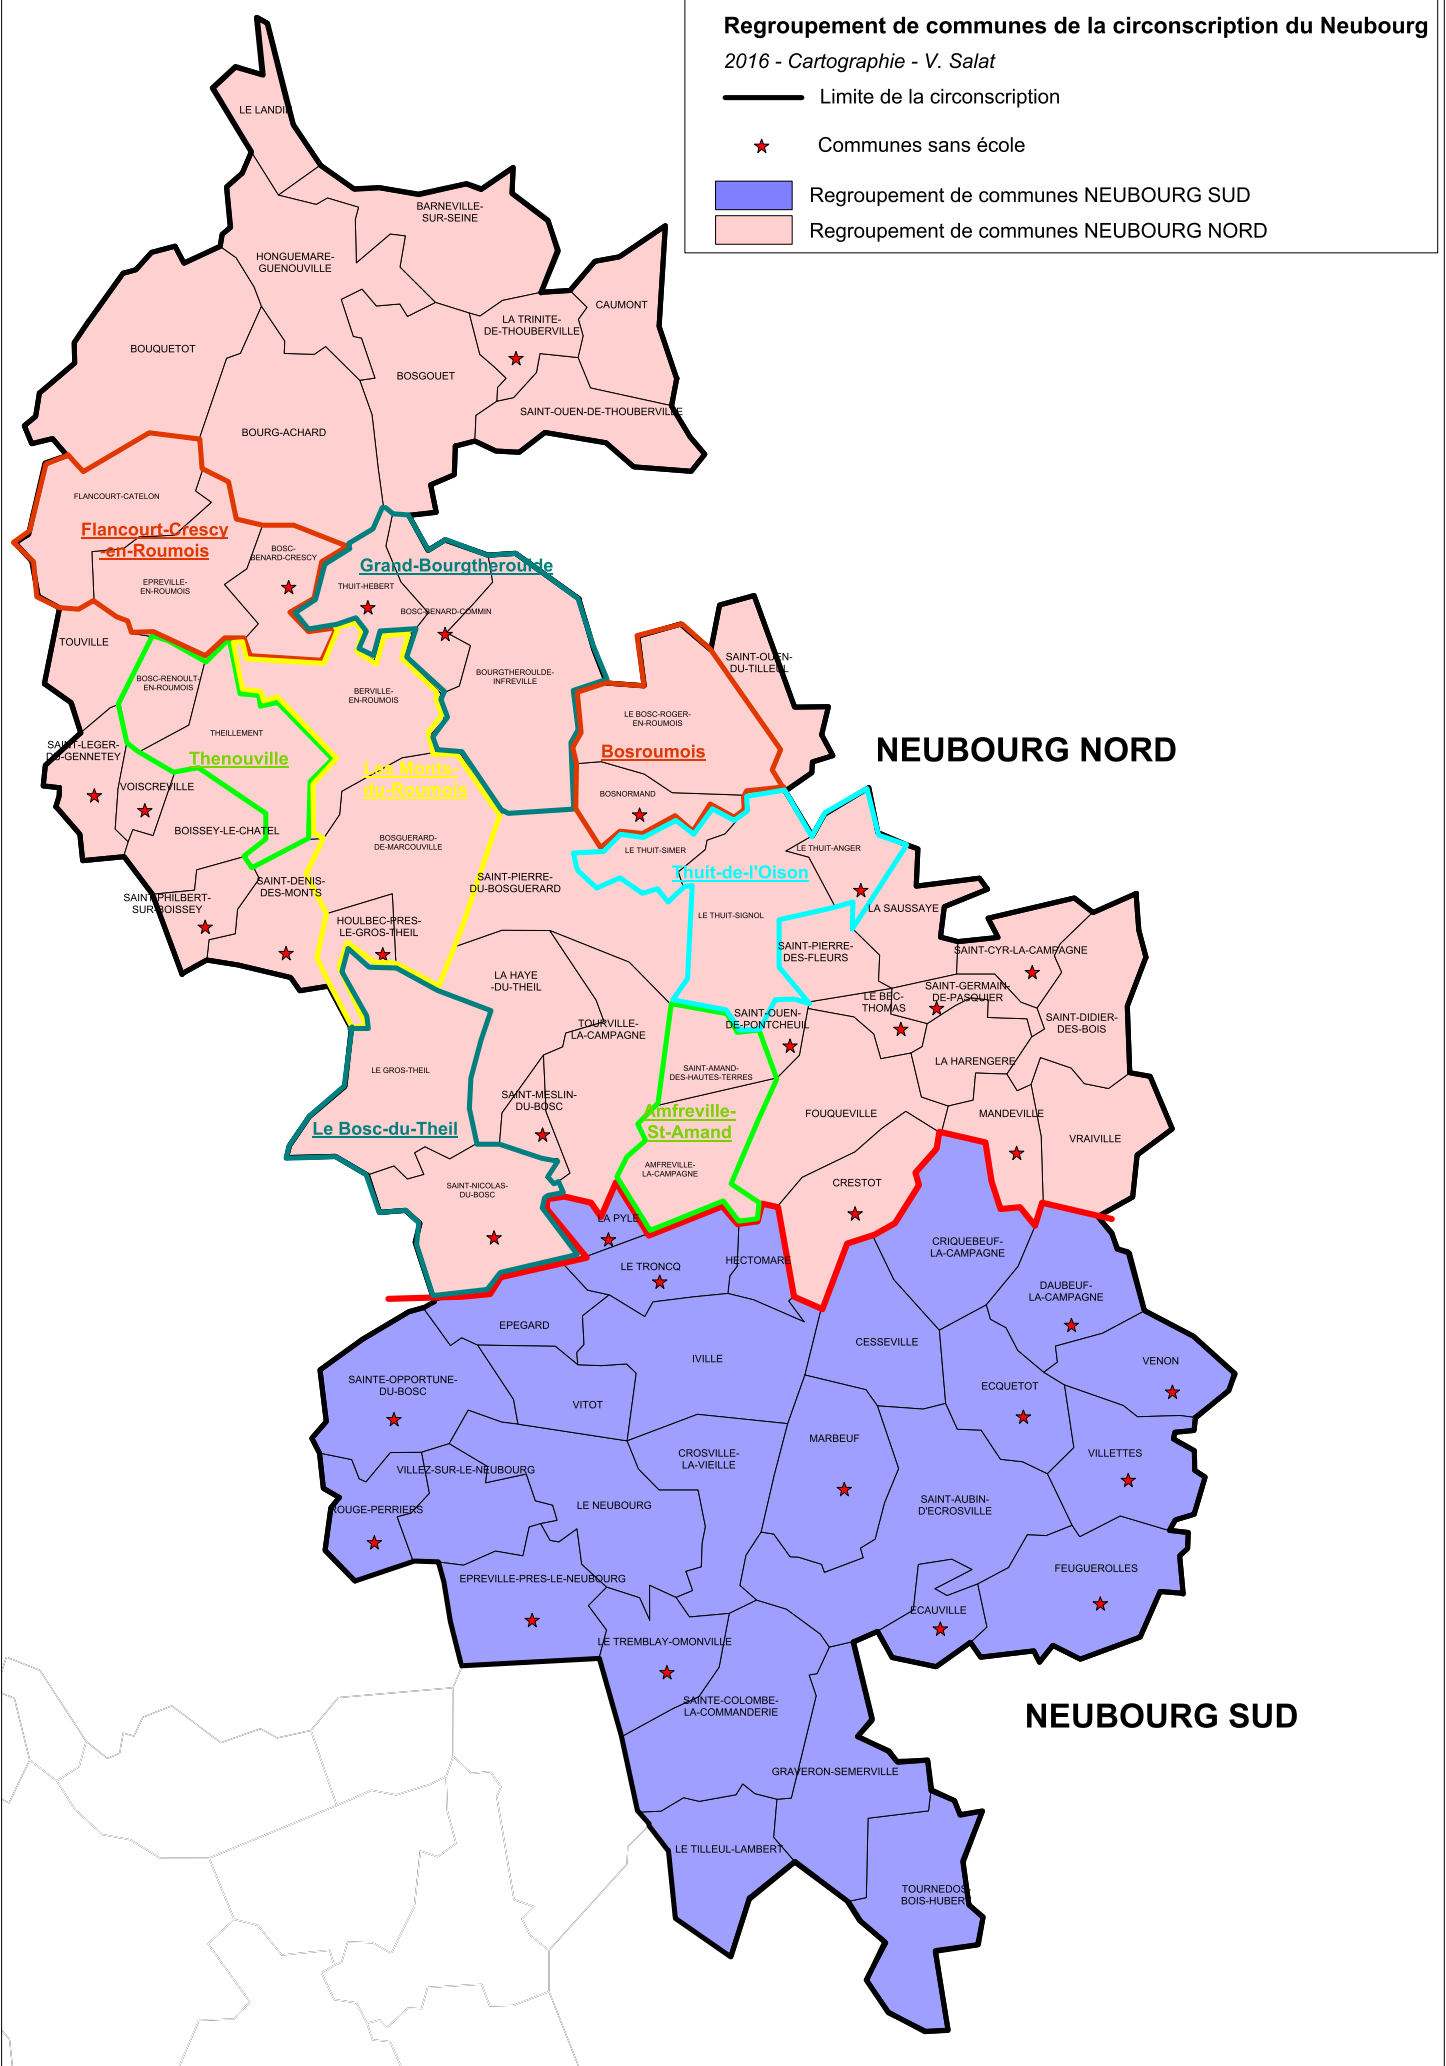 Regroupement de communes de la circonscription du Neubourg
2016 - Cartographie - V. Salat
Limite de la circonscription
Communes sans école
Regroupement de communes NEUBOURG SUD
Regroupement de communes NEUBOURG NORD
LE LANDI
BARNEVILLE-
SUR-SEINE
HONGUEMARE-
GUENOUVILLE
CAUMONT
LA TRINITE-
DE-THOUBERVILLE
BOUQUETOT
BOSGOUET
SAINT-OUEN-DE-THOUBERVILLE
BOURG-ACHARD
FLANCOURT-CATELON
Flancourt-Crescy
-en-Roumois
BOSC-
BENARD-CRESCY
EPREVILLE-
EN-ROUMOIS
Grand-Bourgtheroulde
THUIT-HEBERT
BOSC-BENARD-COMMIN
TOUVILLE
BOSC-RENOULT-
EN-ROUMOIS
BERVILLE-
EN-ROUMOIS
BOURGTHEROULDE-
INFREVILLE
SAINT-OUEN-
DU-TILLEUL
LE BOSC-ROGER-
EN-ROUMOIS
Bosroumois
NEUBOURG NORD
THEILLEMENT
Thenouville
SAINT-LEGER-
DU-GENNETEY
VOISCREVILLE
Les Monts-
du-Roumois
BOSNORMAND
BOISSEY-LE-CHATEL
BOSGUERARD-
DE-MARCOUVILLE
LE THUIT-SIMER
LE THUIT-ANGER
Thuit-de-l'Oison
SAINT-PIERRE-
DU-BOSGUERARD
SAINT-DENIS-
DES-MONTS
SAINT-PHILBERT-
SUR-BOISSEY
HOULBEC-PRES-
LE-GROS-THEIL
LE THUIT-SIGNOL
LA SAUSSAYE
SAINT-PIERRE-
DES-FLEURS
SAINT-CYR-LA-CAMPAGNE
LA HAYE
-DU-THEIL
SAINT-GERMAIN-
DE-PASQUIER
LE BEC-
THOMAS
SAINT-OUEN-
DE-PONTCHEUIL
SAINT-DIDIER-
DES-BOIS
TOURVILLE-
LA-CAMPAGNE
LA HARENGERE
LE GROS-THEIL
SAINT-AMAND-
DES-HAUTES-TERRES
SAINT-MESLIN-
DU-BOSC
Amfreville-
St-Amand
FOUQUEVILLE
MANDEVILLE
VRAIVILLE
Le Bosc-du-Theil
AMFREVILLE-
LA-CAMPAGNE
CRESTOT
SAINT-NICOLAS-
DU-BOSC
LA PYLE
LE TRONCQ
HECTOMARE
CRIQUEBEUF-
LA-CAMPAGNE
DAUBEUF-
LA-CAMPAGNE
EPEGARD
CESSEVILLE
IVILLE
VENON
SAINTE-OPPORTUNE-
DU-BOSC
ECQUETOT
VITOT
MARBEUF
CROSVILLE-
LA-VIEILLE
VILLETTES
VILLEZ-SUR-LE-NEUBOURG
ROUGE-PERRIERS
LE NEUBOURG
SAINT-AUBIN-
D'ECROSVILLE
EPREVILLE-PRES-LE-NEUBOURG
FEUGUEROLLES
ECAUVILLE
LE TREMBLAY-OMONVILLE
SAINTE-COLOMBE-
LA-COMMANDERIE
NEUBOURG SUD
GRAVERON-SEMERVILLE
LE TILLEUL-LAMBERT
TOURNEDOS-
BOIS-HUBER